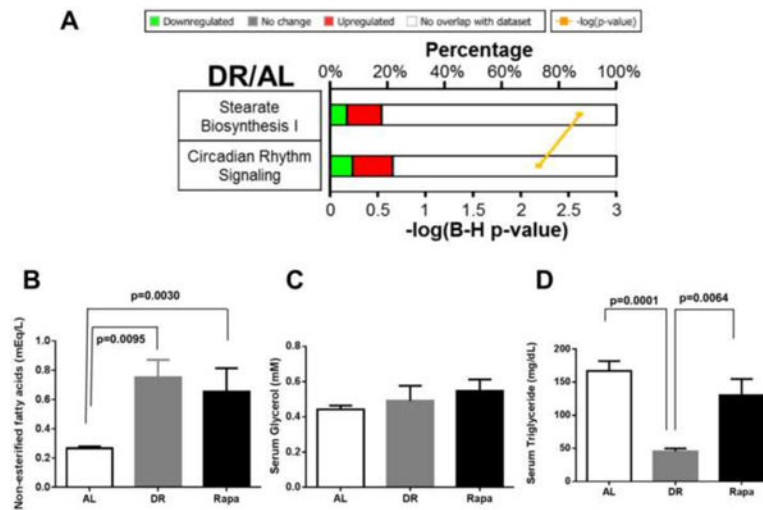 A
Downregulated No change Upregulated No overlap with dataset -log(p-value)
Percentage
DR/AL
0% 20% 40% 60% 80% 100%
Stearate
Biosynthesis I
Circadian Rhythm
Signaling
0 0.5 1 1.5 2 2.5 3
-log(B-H p-value)
B
p=0.0030
p=0.0095
Non-esterified fatty acids (mEq/L)
1.0
0.8
0.6
0.4
0.2
0.0
AL DR Rapa
C
Serum Glycerol (mM)
0.8
0.6
0.4
0.2
0.0
AL DR Rapa
D
p=0.0001 p=0.0064
Serum Triglyceride (mg/dL)
200
150
100
50
0
AL DR Rapa